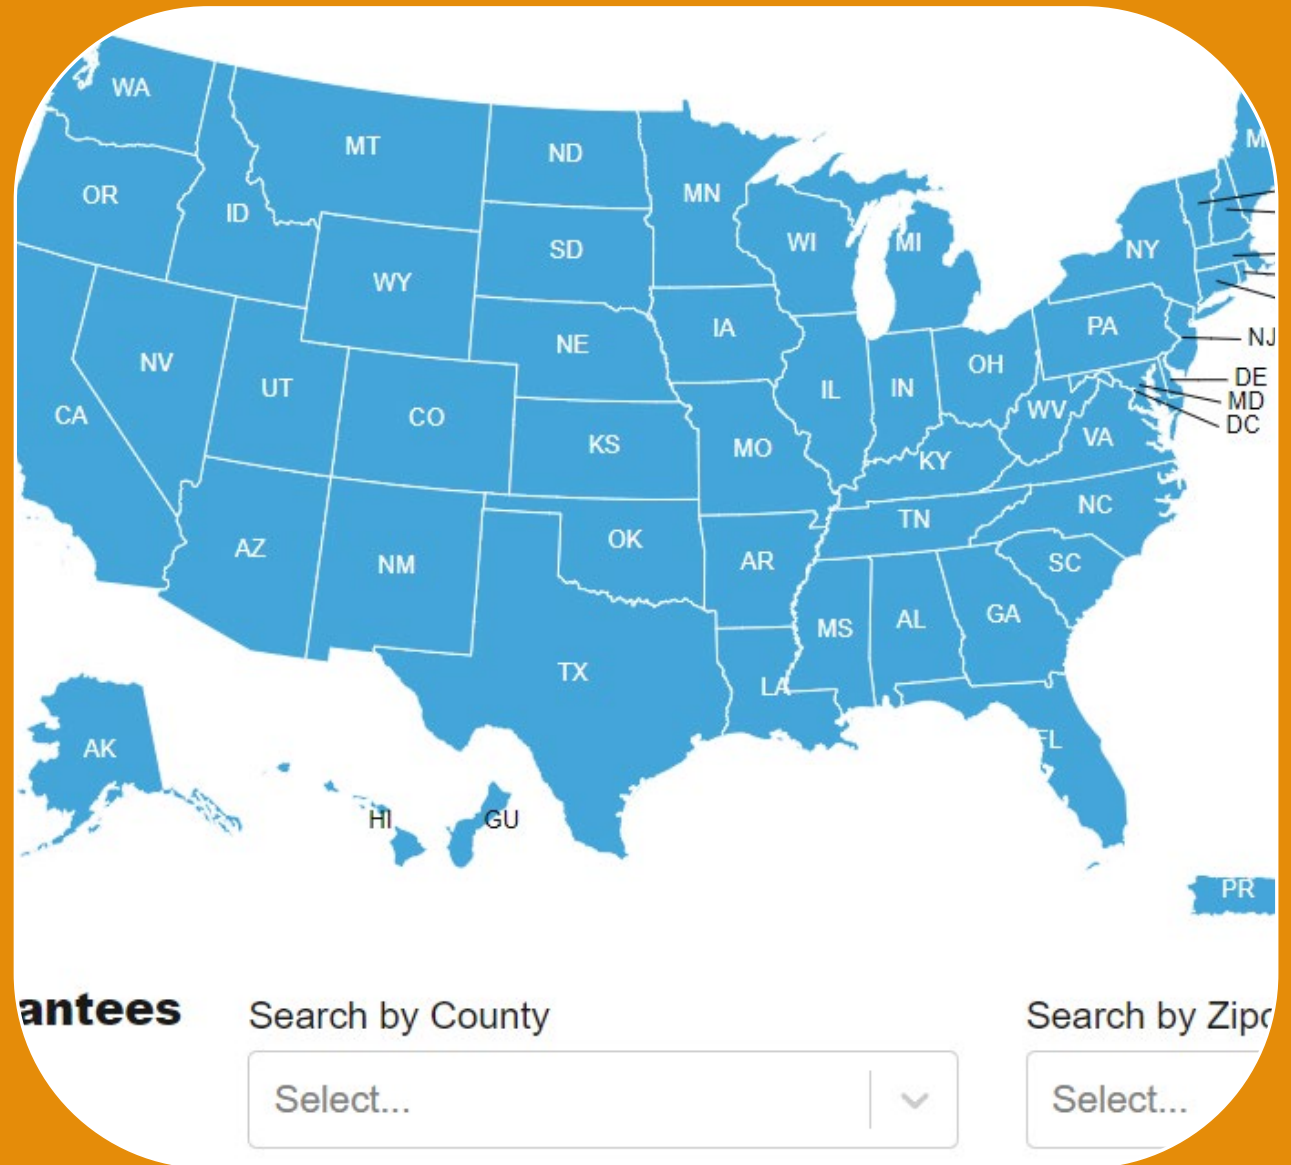 WA
MT
ND
MN
M
OR
ID
SD
WI
MI
NY
WY
IA
PA
NE
NJ
NV
UT
IL
IN
OH
DE
MD
CA
CO
WV
DC
KS
MO
KY
VA
AZ
NM
OK
AR
TN
NC
SC
MS
AL
GA
TX
LA
AK
FL
HI
GU
PR
antees
Search by County
Search by Zipc
Select...
Select...